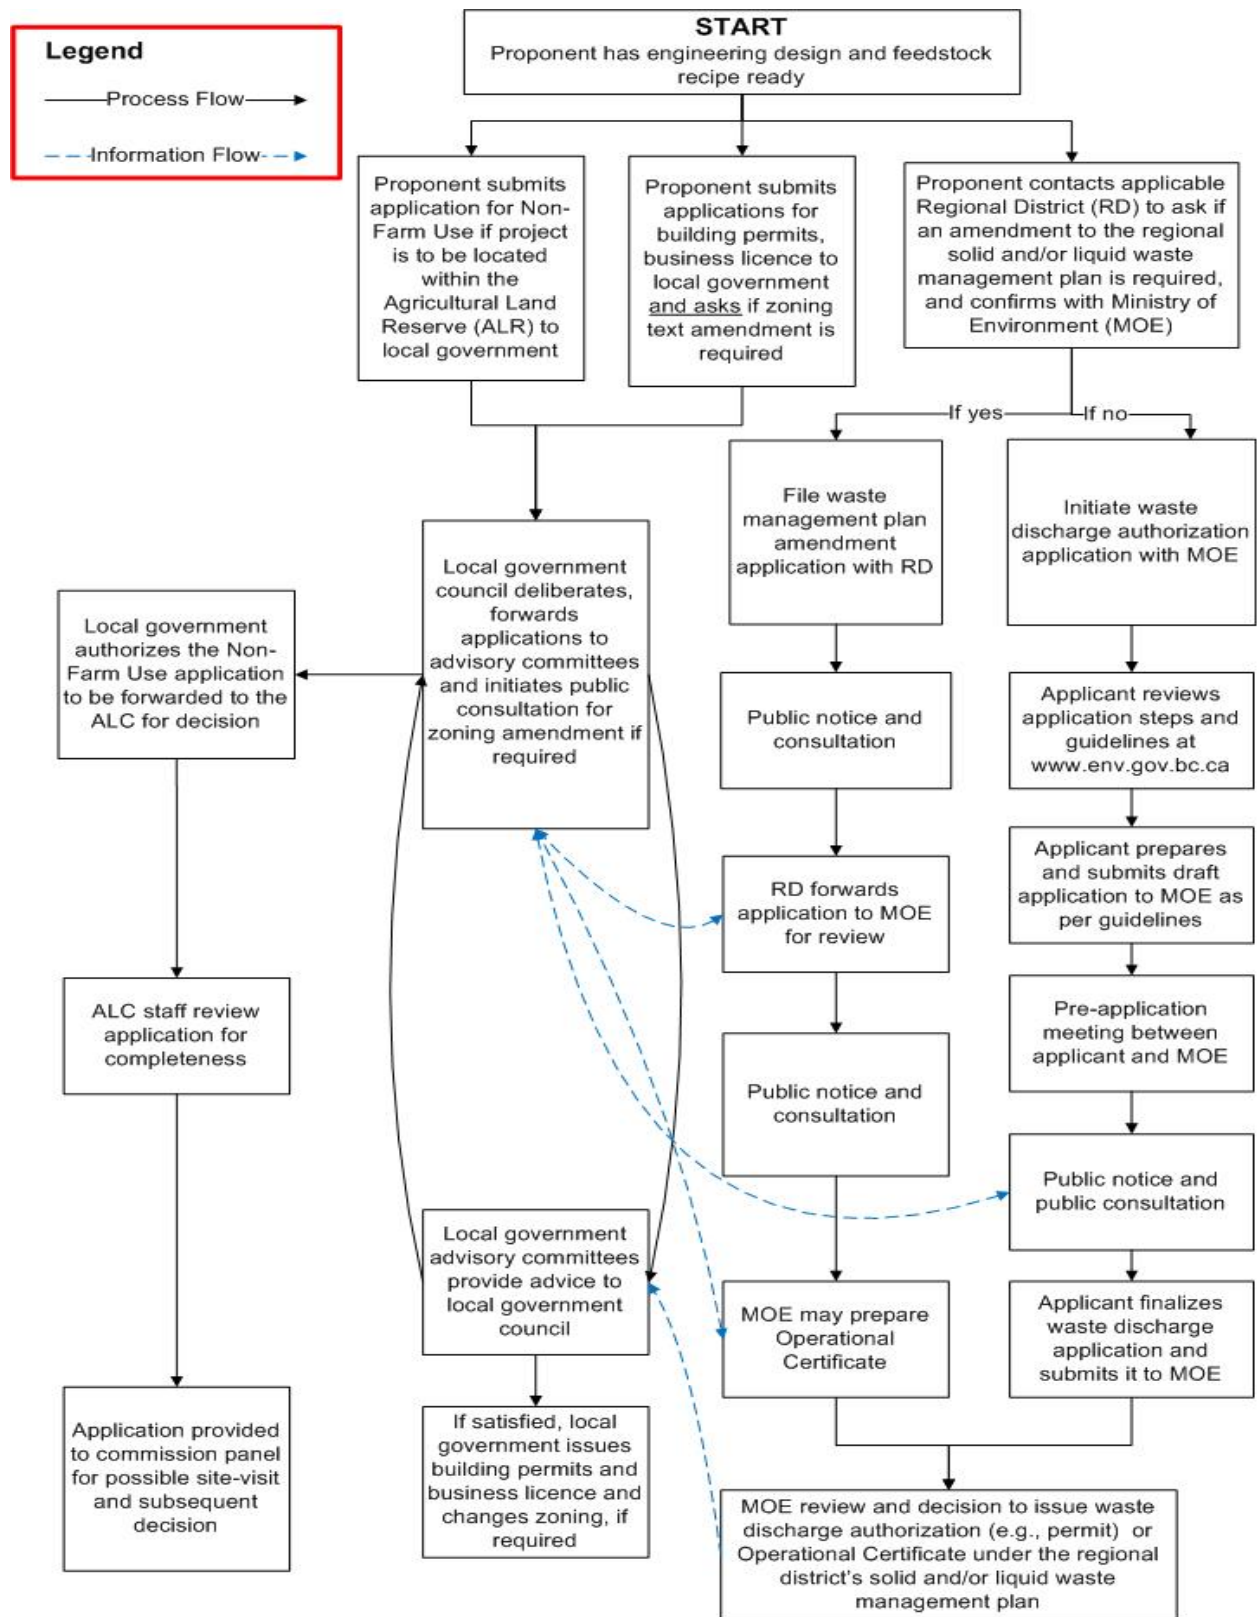 START
Proponent has engineering design and feedstock
recipe ready
Legend
Process Flow
Information Flow
Proponent submits
application for Non-
Farm Use if project
is to be located
within the
Agricultural Land
Reserve (ALR) to
local government
Proponent submits
applications for
building permits,
business licence to
local government
and asks if zoning
text amendment is
required
Proponent contacts applicable
Regional District (RD) to ask if
an amendment to the regional
solid and/or liquid waste
management plan is required,
and confirms with Ministry of
Environment (MOE)
If yes
If no
File waste
management plan
amendment
application with RD
Initiate waste
discharge authorization
application with MOE
Local government
council deliberates,
forwards
applications to
advisory committees
and initiates public
consultation for
zoning amendment if
required
Local government
authorizes the Non-
Farm Use application
to be forwarded to the
ALC for decision
Public notice and
consultation
Applicant reviews
application steps and
guidelines at
www.env.gov.bc.ca
RD forwards
application to MOE
for review
Applicant prepares
and submits draft
application to MOE as
per guidelines
ALC staff review
application for
completeness
Public notice and
consultation
Pre-application
meeting between
applicant and MOE
Public notice and
public consultation
Local government
advisory committees
provide advice to
local government
council
MOE may prepare
Operational
Certificate
Applicant finalizes
waste discharge
application and
submits it to MOE
Application provided
to commission panel
for possible site-visit
and subsequent
decision
If satisfied, local
government issues
building permits and
business licence and
changes zoning, if
required
MOE review and decision to issue waste
discharge authorization (e.g., permit) or
Operational Certificate under the regional
district's solid and/or liquid waste
management plan